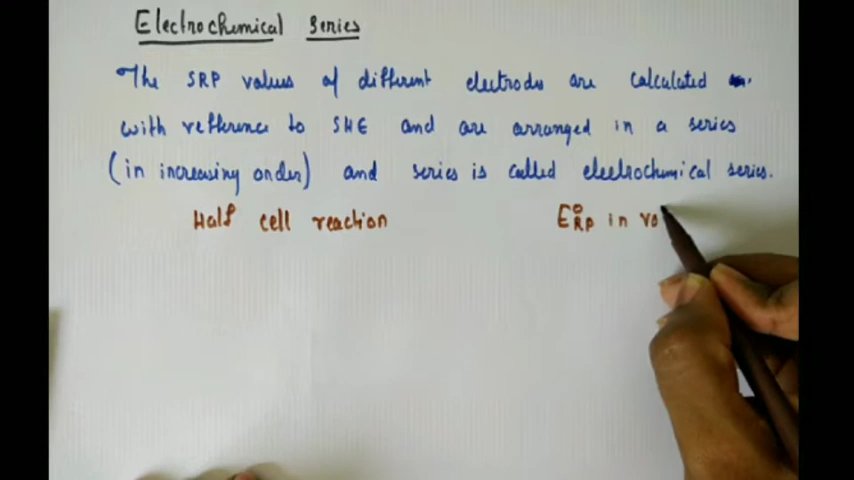 Electrochemical Series
The SRP values of different electrodes are calculated
with refference to SHE and are arranged in a series
(in increasing order) and series is called electrochemical series.
Half cell reaction E°RP in vo